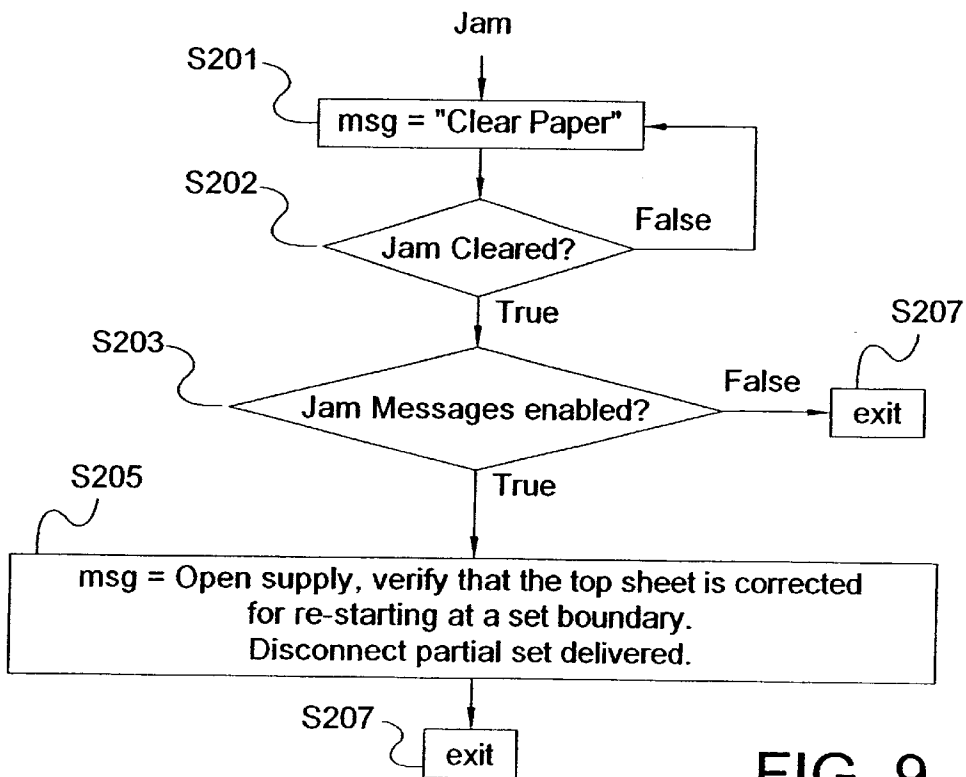 Jam
S201
msg = "Clear Paper"
S202
Jam Cleared?
False
True
S203
Jam Messages enabled?
False
S207
exit
True
S205
msg = Open supply, verify that the top sheet is corrected
for re-starting at a set boundary.
Disconnect partial set delivered.
S207
exit
FIG. 9